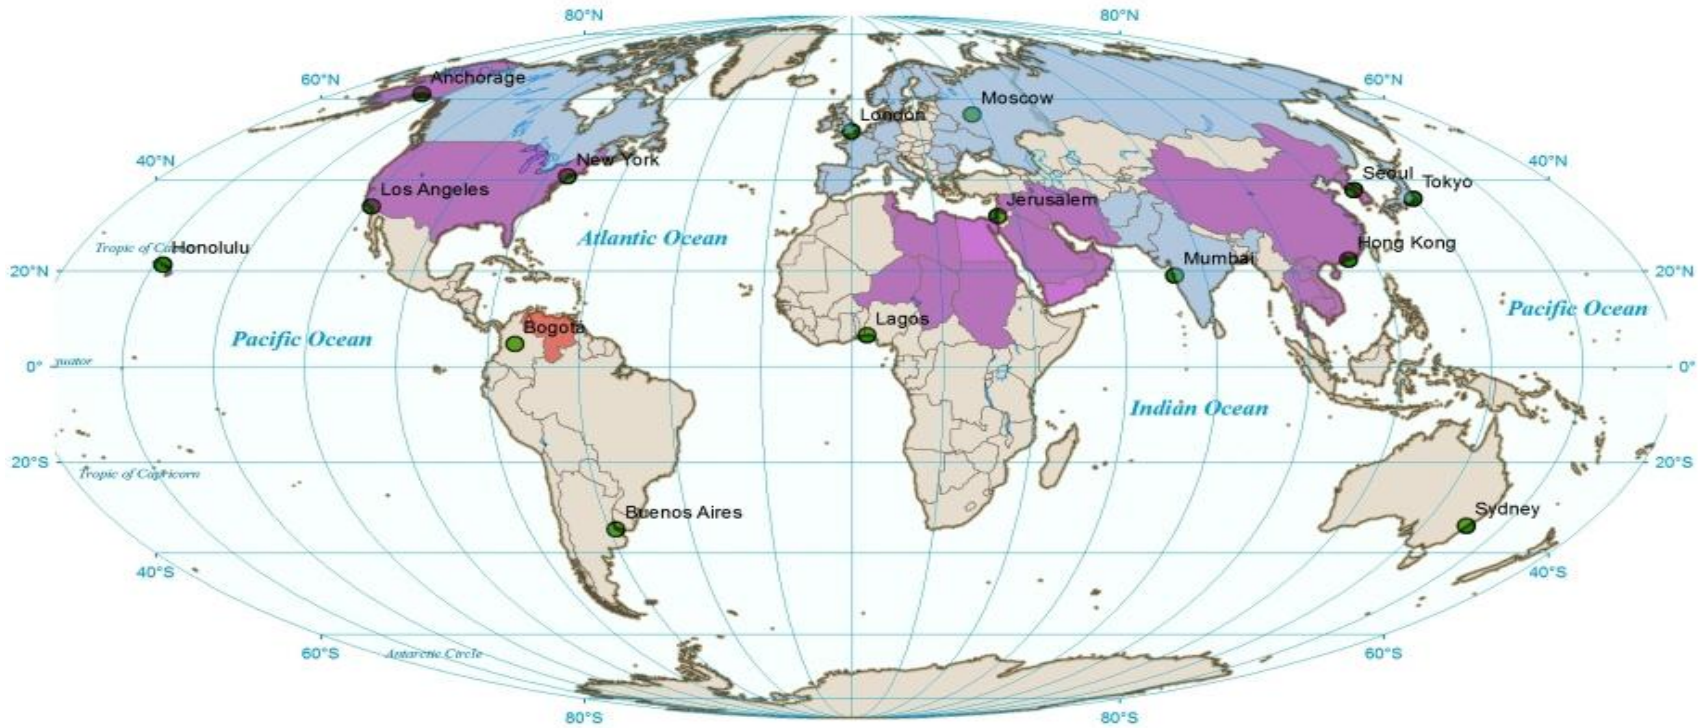 80°N 80°N
60°N Anchorage Moscow 60°N
London
40°N New York 40°N
Los Angeles Seoul Tokyo
Jerusalem
Atlantic Ocean
Tropic of Honolulu Hong Kong
Mumbai
20°N 20°N
Pacific Ocean
Lagos
Bogota
Pacific Ocean
0° 0°
Indian Ocean
20°S 20°S
Tropic of Capricorn
Buenos Aires Sydney
40°S 40°S
60°S Antarctic Circle 60°S
80°S 80°S